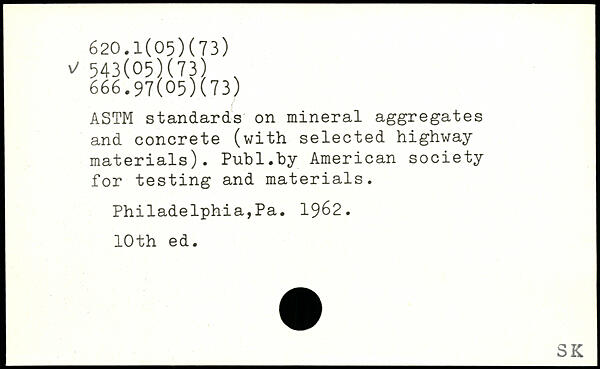 620.1(05)(73)
√ 543(05)(73)
666.97(05)(73)
ASTM standards on mineral aggregates
and concrete (with selected highway
materials). Publ.by American society
for testing and materials.
Philadelphia,Pa. 1962.
10th ed.
SK